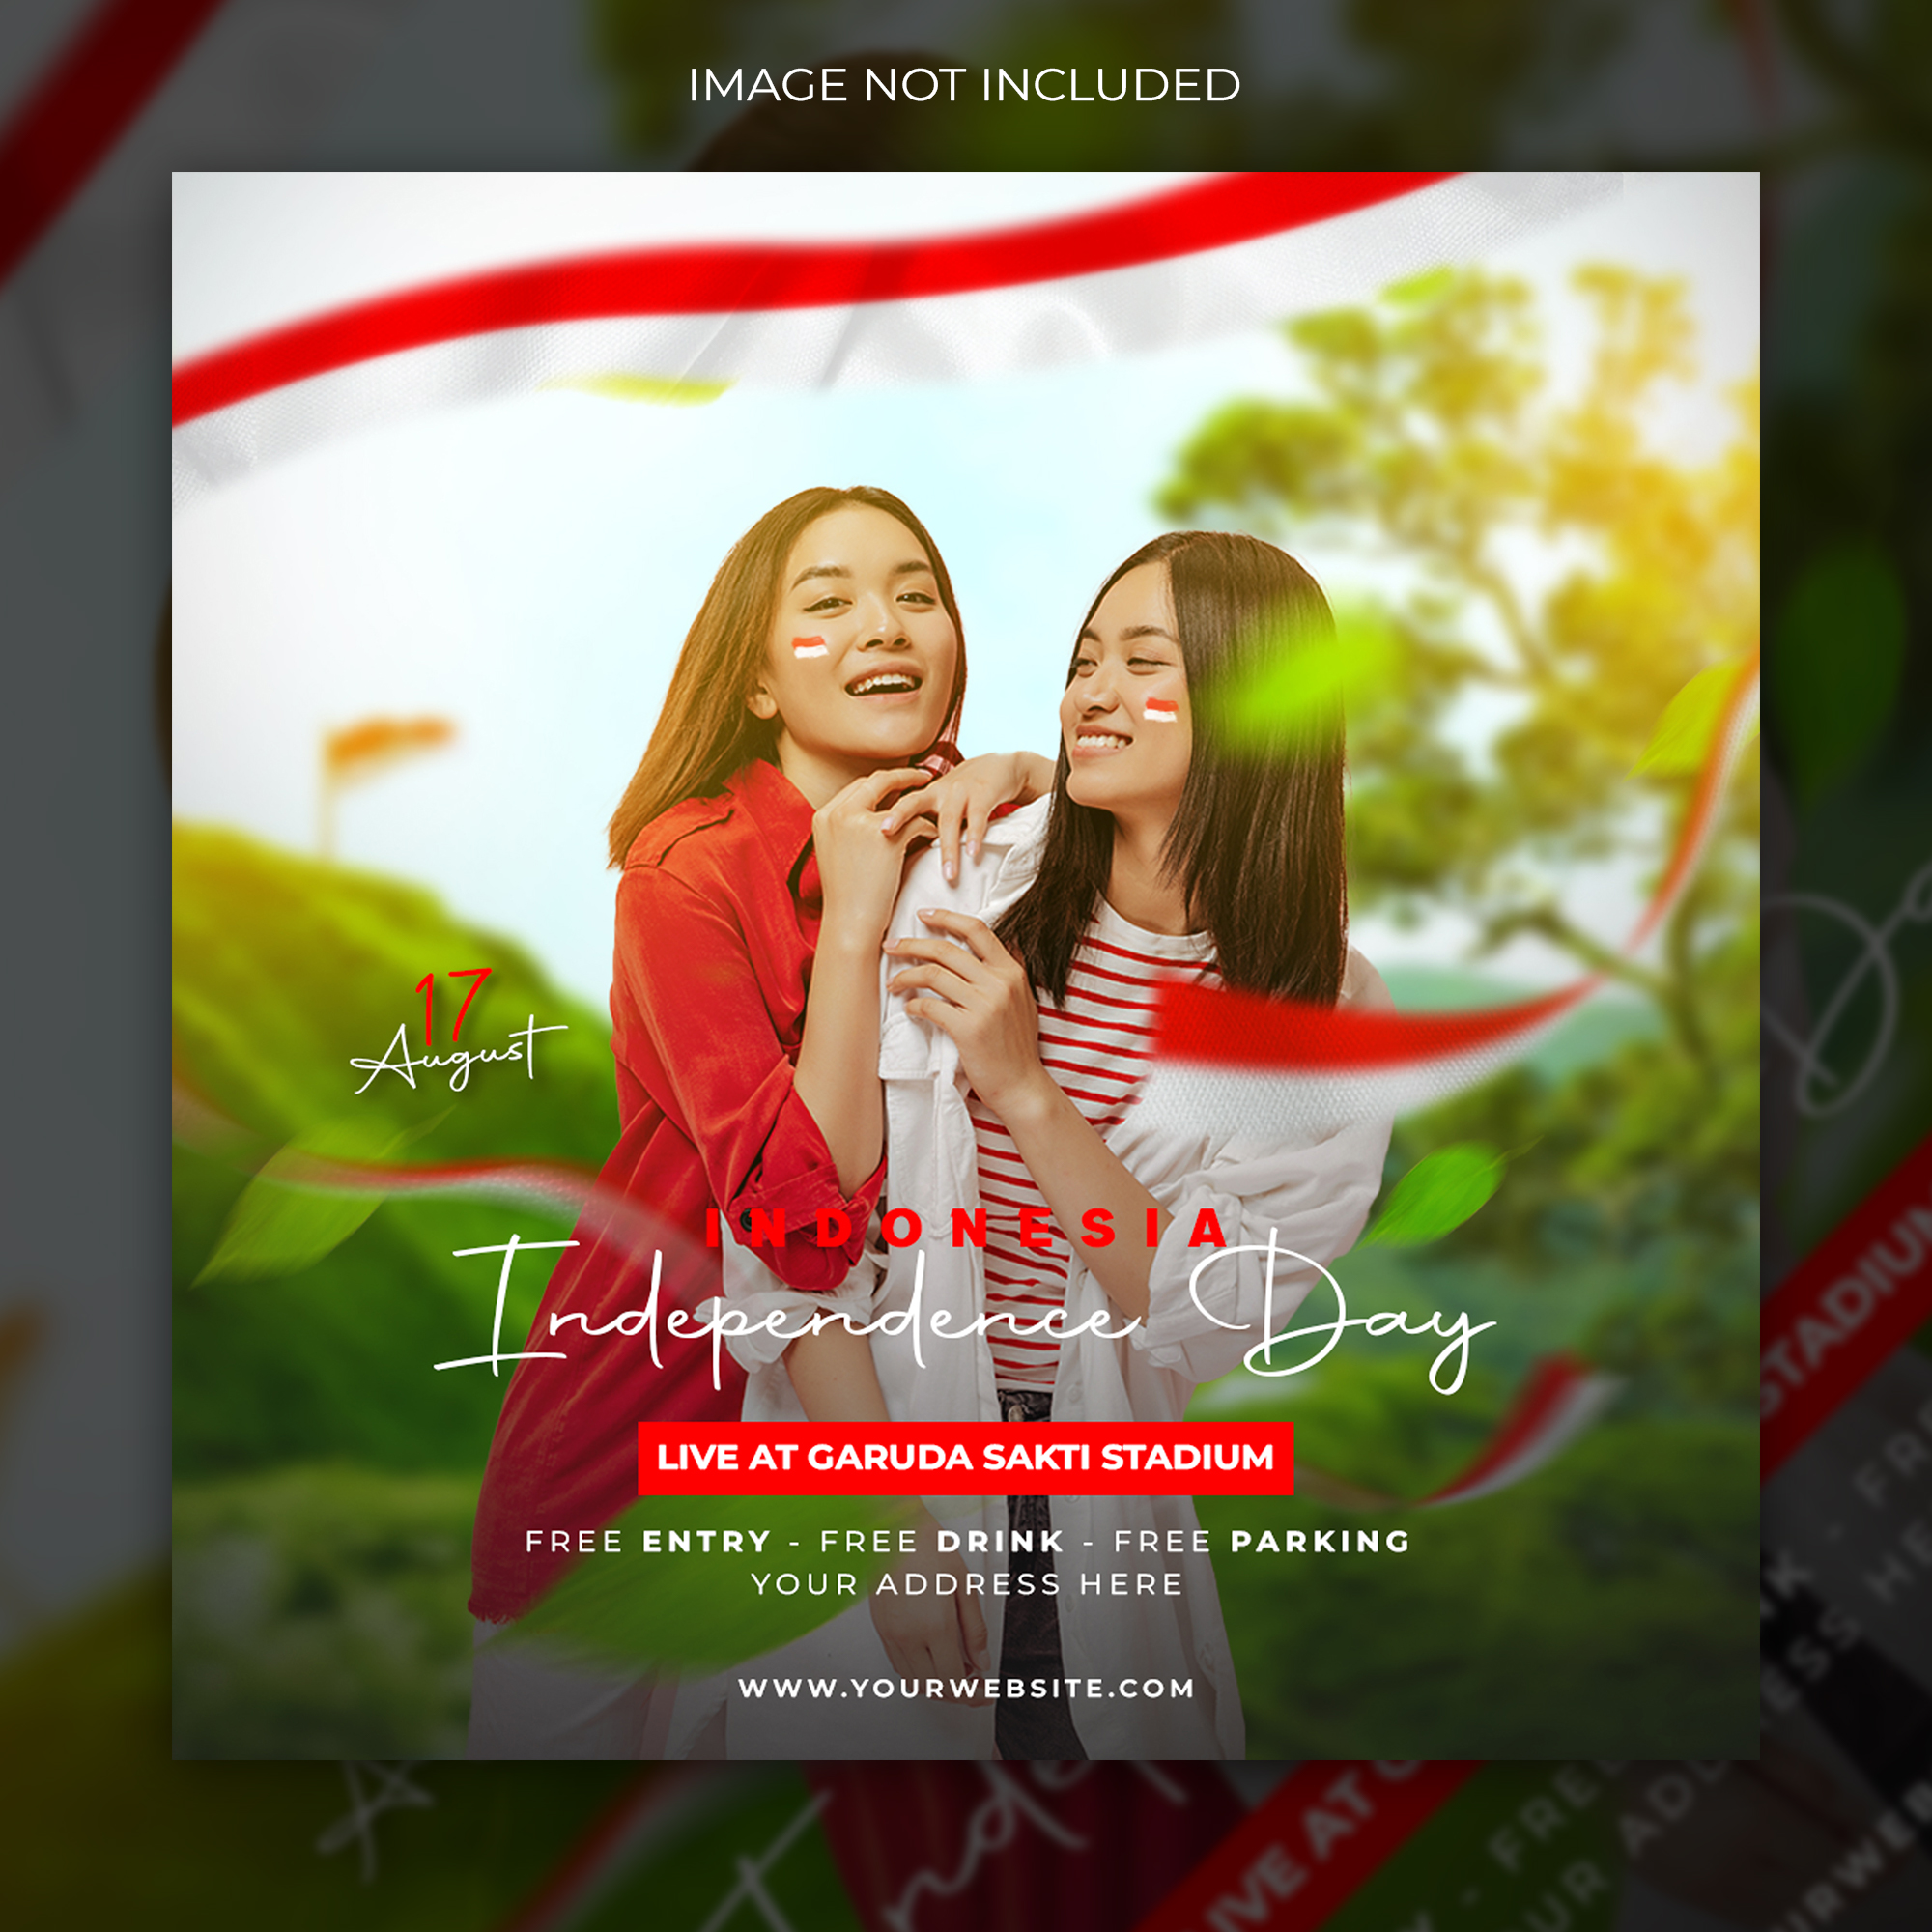 IMAGE NOT INCLUDED
17
August
INDONESIA
Independence Day
LIVE AT GARUDA SAKTI STADIUM
FREE ENTRY - FREE DRINK - FREE PARKING
YOUR ADDRESS HERE
WWW.YOURWEBSITE.COM